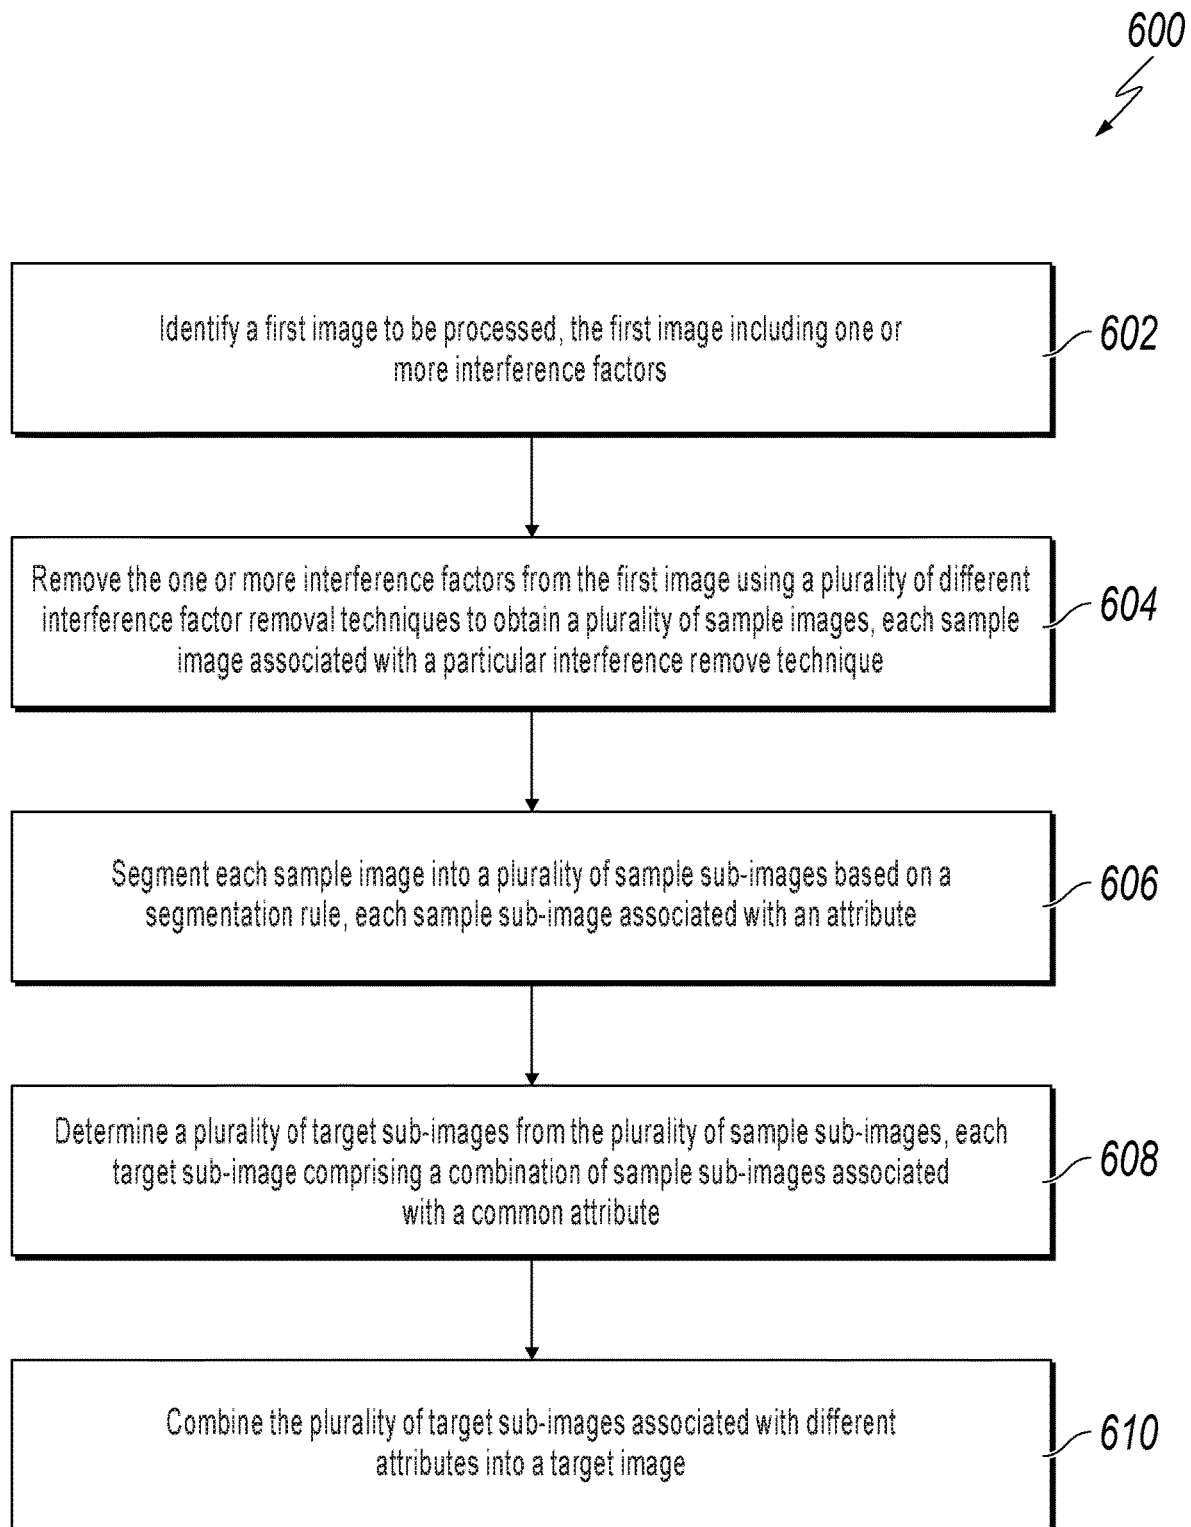 600
Identify a first image to be processed, the first image including one or
more interference factors
602
Remove the one or more interference factors from the first image using a plurality of different
interference factor removal techniques to obtain a plurality of sample images, each sample
image associated with a particular interference remove technique
604
Segment each sample image into a plurality of sample sub-images based on a
segmentation rule, each sample sub-image associated with an attribute
606
Determine a plurality of target sub-images from the plurality of sample sub-images, each
target sub-image comprising a combination of sample sub-images associated
with a common attribute
608
Combine the plurality of target sub-images associated with different
attributes into a target image
610